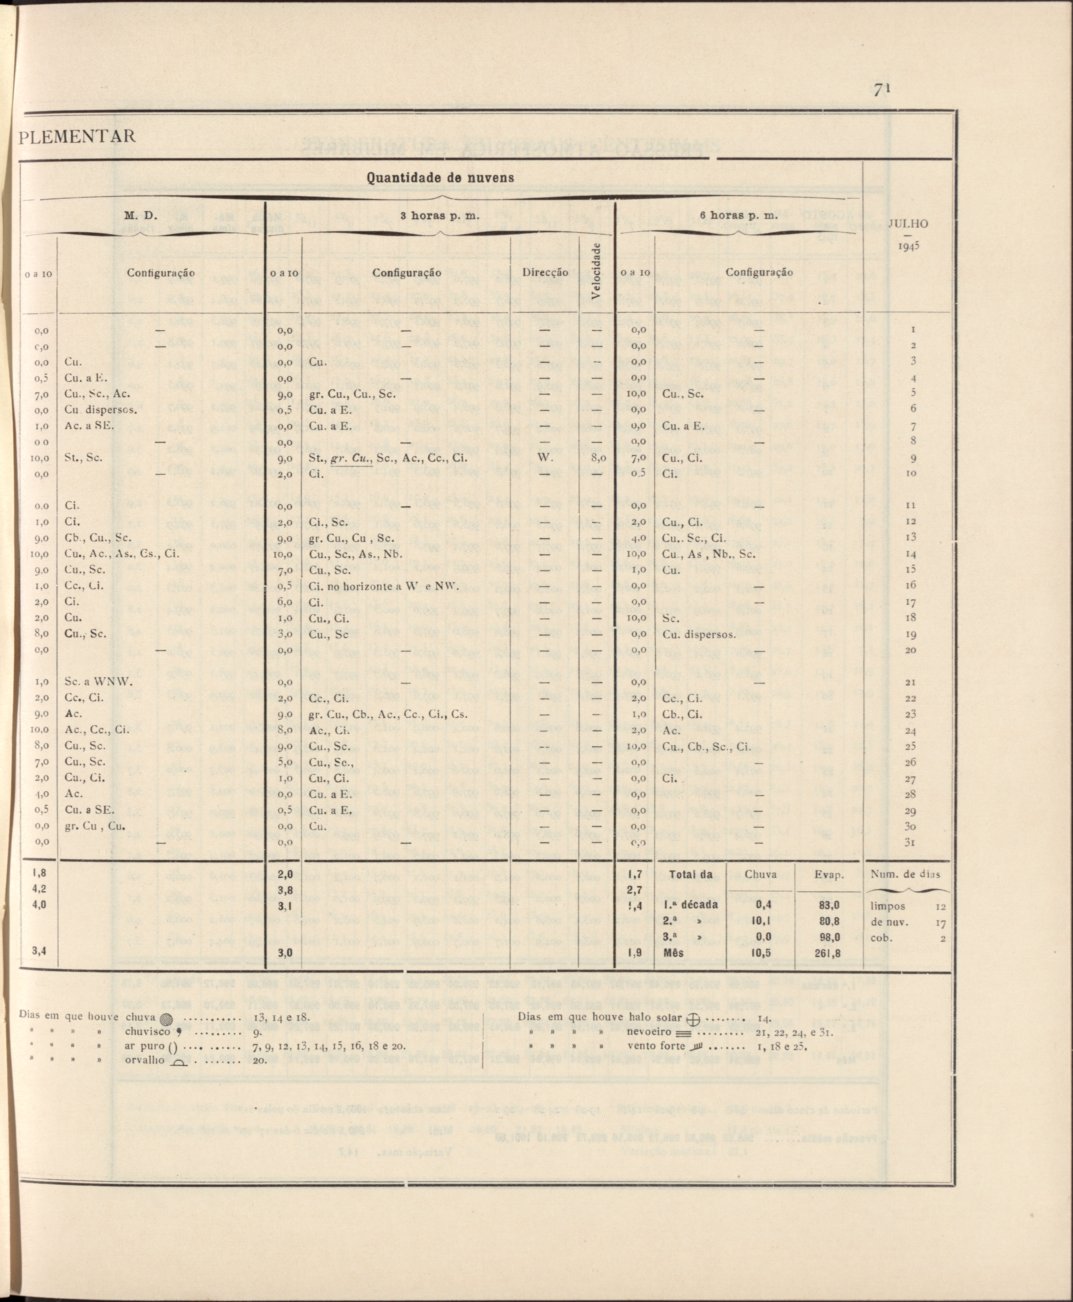 71
PLEMENTAR
Quantidade de nuvens
M. D. 3 horas p. m. 6 horas p. m. JULHO — 1945
0 a 10 Configuração 0 a 10 Configuração Direcção Velocidade 0 a 10 Configuração
0,0 — 0,0 — — — 0,0 — 1
0,0 — 0,0 — — — 0,0 — 2
0,0 Cu. 0,0 Cu. — — 0,0 — 3
0,5 Cu. a E. 0,0 — — — 0,0 — 4
7,0 Cu., Sc., Ac. 9,0 gr. Cu., Cu., Sc. — — 10,0 Cu., Sc. 5
0,0 Cu dispersos. 0,5 Cu. a E. — — 0,0 — 6
1,0 Ac. a SE. 0,0 Cu. a E. — — 0,0 Cu. a E. 7
0 0 — 0,0 — — — 0,0 — 8
10,0 St., Sc. 9,0 St., gr. Cu., Sc., Ac., Cc., Ci. W. 8,0 7,0 Cu., Ci. 9
0,0 — 2,0 Ci. — — 0 5 Ci. 10
0.0 Ci. 0,0 — — — 0,0 — 11
1,0 Ci. 2,0 Ci., Sc. — — 2,0 Cu., Ci. 12
9.0 Cb., Cu., Sc. 9,0 gr. Cu., Cu , Sc. — — 4,0 Cu.. Sc., Ci. 13
10,0 Cu., Ac., As., Cs., Ci. 10,0 Cu., Sc., As., Nb. — — 10,0 Cu , As , Nb., Sc. 14
9.0 Cu., Sc. 7,0 Cu., Sc. — — 1,0 Cu. 15
1,0 Cc., Ci. 0,5 Ci. no horizonte a W e NW. — — 0,0 — 16
2,0 Ci. 6,0 Ci. — — 0,0 — 17
2,0 Cu. 1,0 Cu., Ci. — — 10,0 Sc. 18
8,0 Cu., Sc. 3,0 Cu., Sc — — 0,0 Cu. dispersos. 19
0,0 — 0,0 — — — 0,0 — 20
1,0 Sc. a WNW. 0,0 — — — 0,0 21
2,0 Cc., Ci. 2,0 Cc., Ci. — — 2,0 Cc., Ci. 22
9,0 Ac. 9.0 gr. Cu., Cb., Ac., Cc., Ci., Cs. — — 1,0 Cb., Ci. 23
10.0 Ac., Cc., Ci. 8,0 Ac., Ci. — — 2,0 Ac. 24
8,0 Cu., Sc. 9,0 Cu., Sc. — — 10,0 Cu., Cb., Sc., Ci. 25
7,0 Cu., Sc. 5,0 Cu., Sc., — — 0,0 — 26
2,0 Cu., Ci. 1,0 Cu., Ci. — — 0,0 Ci. 27
4,0 Ac. 0,0 Cu. a E. — — 0,0 — 28
0,5 Cu. a SE. 0,5 Cu. a E. — — 0,0 — 29
0,0 gr. Cu , Cu. 0,0 Cu. — — 0,0 — 30
0,0 — 0,0 — — — 0,0 — 31
1,8 2,0 1,7 Total da Chuva Evap. Num. de dias
4,2 3,8 2,7
4,0 3,1 1,4 1.ª década 0,4 83,0 limpos 12
2.ª » 10,1 80,8 de nuv. 17
3.ª » 0.0 98,0 cob. 2
3,4 3,0 1,9 Mês 10,5 261,8
Dias em que houve chuva .......... 13, 14 e 18.
" " " " chuvisco ......... 9.
" " " " ar puro () .......... 7, 9, 12, 13, 14, 15, 16, 18 e 20.
" " " " orvalho ........ 20.
Dias em que houve halo solar ....... 14.
" " " " nevoeiro ........ 21, 22, 24, e 31.
" " " " vento forte ....... 1, 18 e 25.